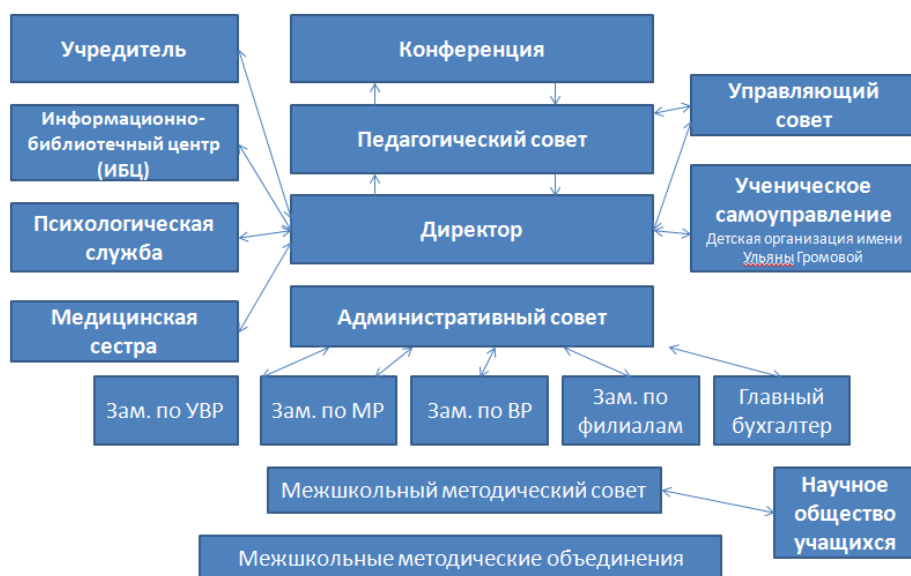 Учредитель
Конференция
Информационно-
библиотечный центр
(ИБЦ)
Педагогический совет
Управляющий
совет
Психологическая
служба
Директор
Ученическое
самоуправление
Детская организация имени
Ульяны Громовой
Медицинская
сестра
Административный совет
Зам. по УВР
Зам. по МР
Зам. по ВР
Зам. по
филиалам
Главный
бухгалтер
Межшкольный методический совет
Научное
общество
учащихся
Межшкольные методические объединения